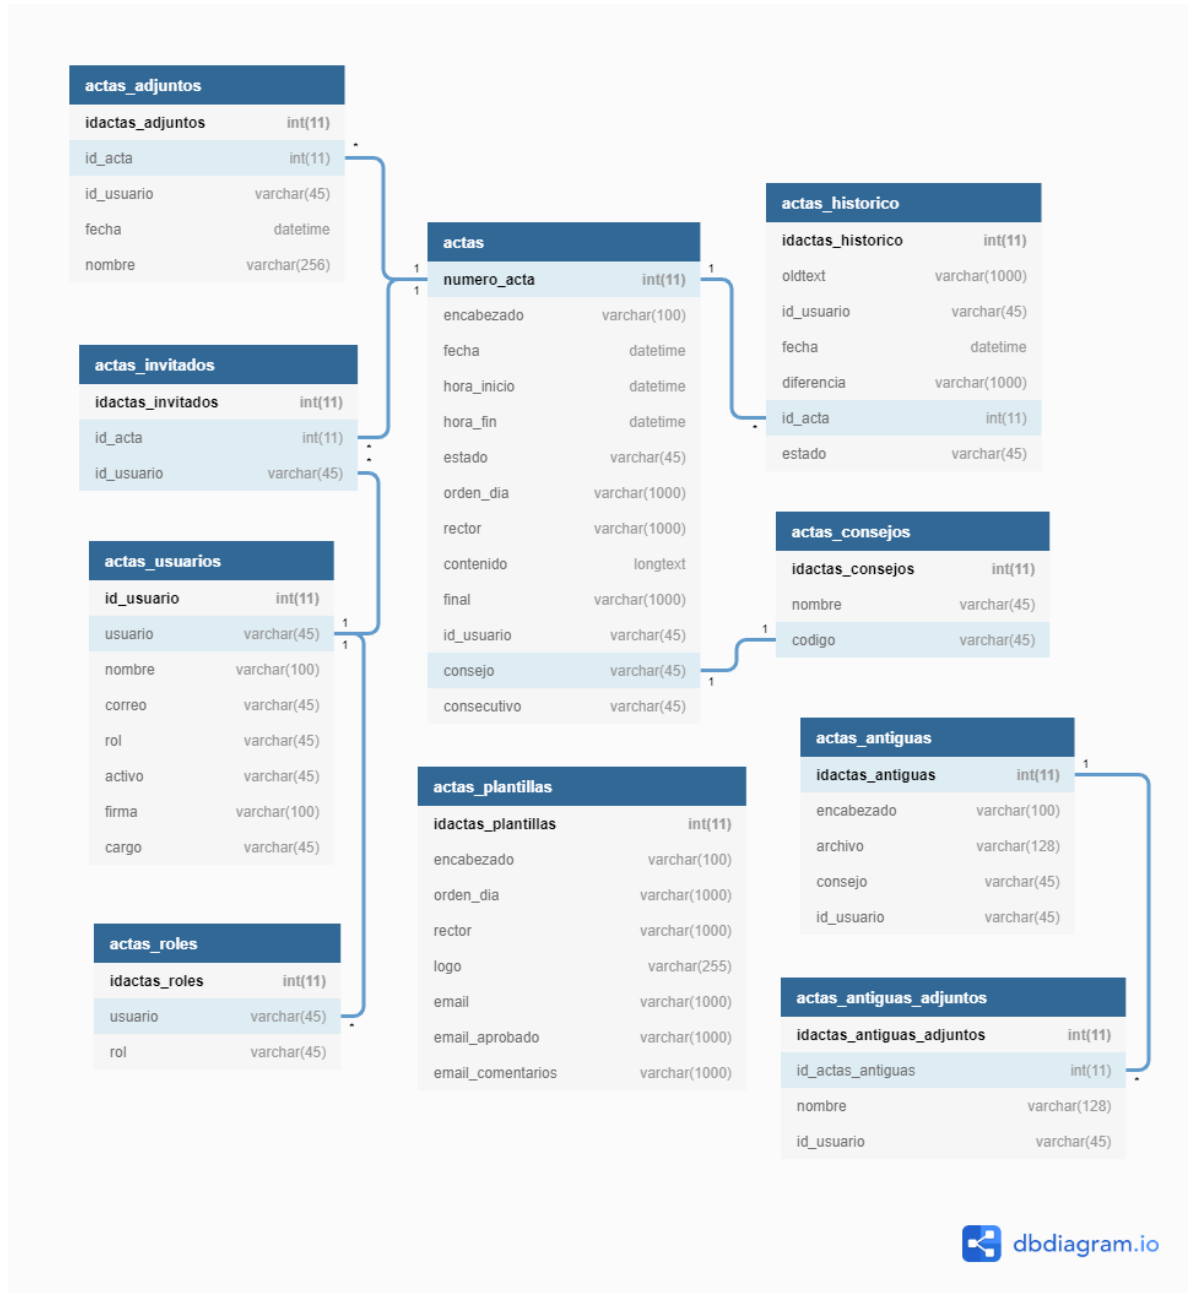 actas_adjuntos
idactas_adjuntos int(11)
*
id_acta int(11)
id_usuario varchar(45)
fecha datetime
nombre varchar(256)
actas_invitados
idactas_invitados int(11)
id_acta int(11)
*
*
id_usuario varchar(45)
actas_usuarios
id_usuario int(11)
1
usuario varchar(45)
1
nombre varchar(100)
correo varchar(45)
rol varchar(45)
activo varchar(45)
firma varchar(100)
cargo varchar(45)
actas_roles
idactas_roles int(11)
usuario varchar(45)
*
rol varchar(45)
actas
1
1
numero_acta int(11)
1
encabezado varchar(100)
fecha datetime
hora_inicio datetime
hora_fin datetime
estado varchar(45)
orden_dia varchar(1000)
rector varchar(1000)
contenido longtext
final varchar(1000)
id_usuario varchar(45)
consejo varchar(45)
1
consecutivo varchar(45)
actas_plantillas
idactas_plantillas int(11)
encabezado varchar(100)
orden_dia varchar(1000)
rector varchar(1000)
logo varchar(255)
email varchar(1000)
email_aprobado varchar(1000)
email_comentarios varchar(1000)
actas_historico
idactas_historico int(11)
oldtext varchar(1000)
id_usuario varchar(45)
fecha datetime
diferencia varchar(1000)
id_acta int(11)
*
estado varchar(45)
actas_consejos
idactas_consejos int(11)
nombre varchar(45)
1
codigo varchar(45)
actas_antiguas
1
idactas_antiguas int(11)
encabezado varchar(100)
archivo varchar(128)
consejo varchar(45)
id_usuario varchar(45)
actas_antiguas_adjuntos
idactas_antiguas_adjuntos int(11)
id_actas_antiguas int(11)
*
nombre varchar(128)
id_usuario varchar(45)
dbdiagram.io